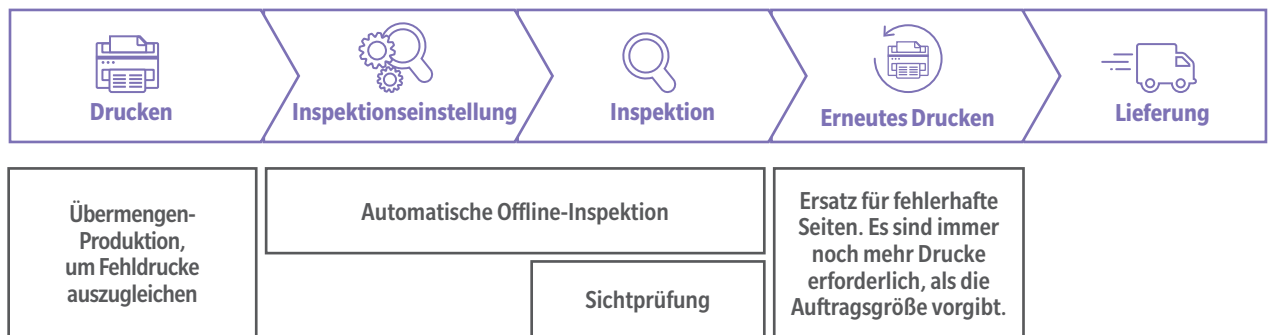 Drucken
Inspektionseinstellung
Inspektion
Erneutes Drucken
Lieferung
Übermengen-
Produktion,
um Fehldrucke
auszugleichen
Automatische Offline-Inspektion
Sichtprüfung
Ersatz für fehlerhafte
Seiten. Es sind immer
noch mehr Drucke
erforderlich, als die
Auftragsgröße vorgibt.